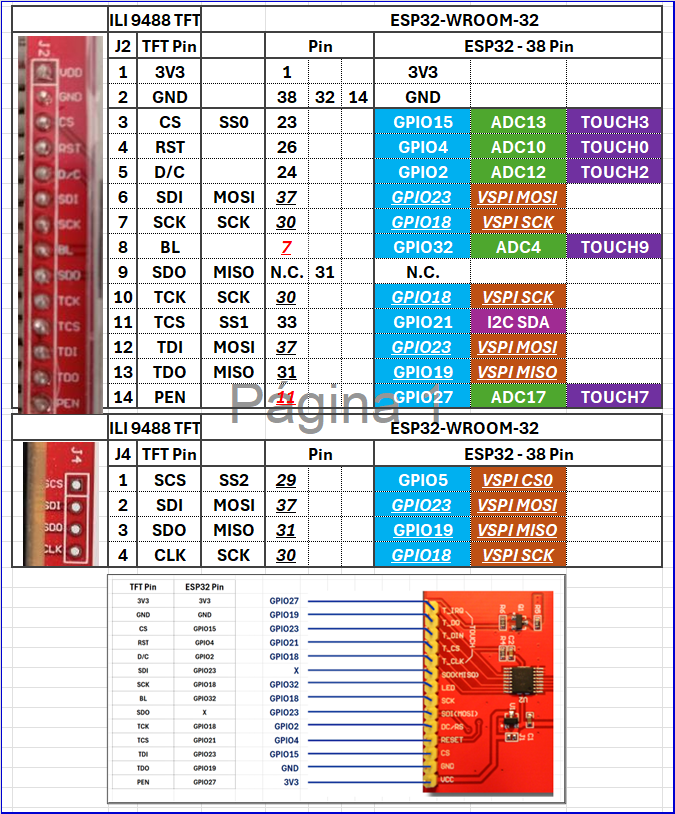 ILI 9488 TFT ESP32-WROOM-32
J2 TFT Pin Pin ESP32 - 38 Pin
1 3V3 1 3V3
2 GND 38 32 14 GND
3 CS SS0 23 GPIO15 ADC13 TOUCH3
4 RST 26 GPIO4 ADC10 TOUCH0
5 D/C 24 GPIO2 ADC12 TOUCH2
6 SDI MOSI 37 GPIO23 VSPI MOSI
7 SCK SCK 30 GPIO18 VSPI SCK
8 BL 7 GPIO32 ADC4 TOUCH9
9 SDO MISO N.C. 31 N.C.
10 TCK SCK 30 GPIO18 VSPI SCK
11 TCS SS1 33 GPIO21 I2C SDA
12 TDI MOSI 37 GPIO23 VSPI MOSI
13 TDO MISO 31 GPIO19 VSPI MISO
14 PEN 11 GPIO27 ADC17 TOUCH7
J2
VDD
GND
CS
RST
D/C
SDI
SCK
BL
SDO
TCK
TCS
TDI
TDO
PEN
Página 1
ILI 9488 TFT ESP32-WROOM-32
J4 TFT Pin Pin ESP32 - 38 Pin
1 SCS SS2 29 GPIO5 VSPI CS0
2 SDI MOSI 37 GPIO23 VSPI MOSI
3 SDO MISO 31 GPIO19 VSPI MISO
4 CLK SCK 30 GPIO18 VSPI SCK
J4
SCS
SDI
SDO
CLK
TFT Pin ESP32 Pin
3V3 3V3
GND GND
CS GPIO15
RST GPIO4
D/C GPIO2
SDI GPIO23
SCK GPIO18
BL GPIO32
SDO X
TCK GPIO18
TCS GPIO21
TDI GPIO23
TDO GPIO19
PEN GPIO27
GPIO27
GPIO19
GPIO23
GPIO21
GPIO18
X
GPIO32
GPIO18
GPIO23
GPIO2
GPIO4
GPIO15
GND
3V3
T_IRQ
T_DO
T_DIN
T_CS
T_CLK
SDO(MISO)
LED
SCK
SDI(MOSI)
DC/RS
RESET
CS
GND
VCC
TOUCH
U2
J1
C1